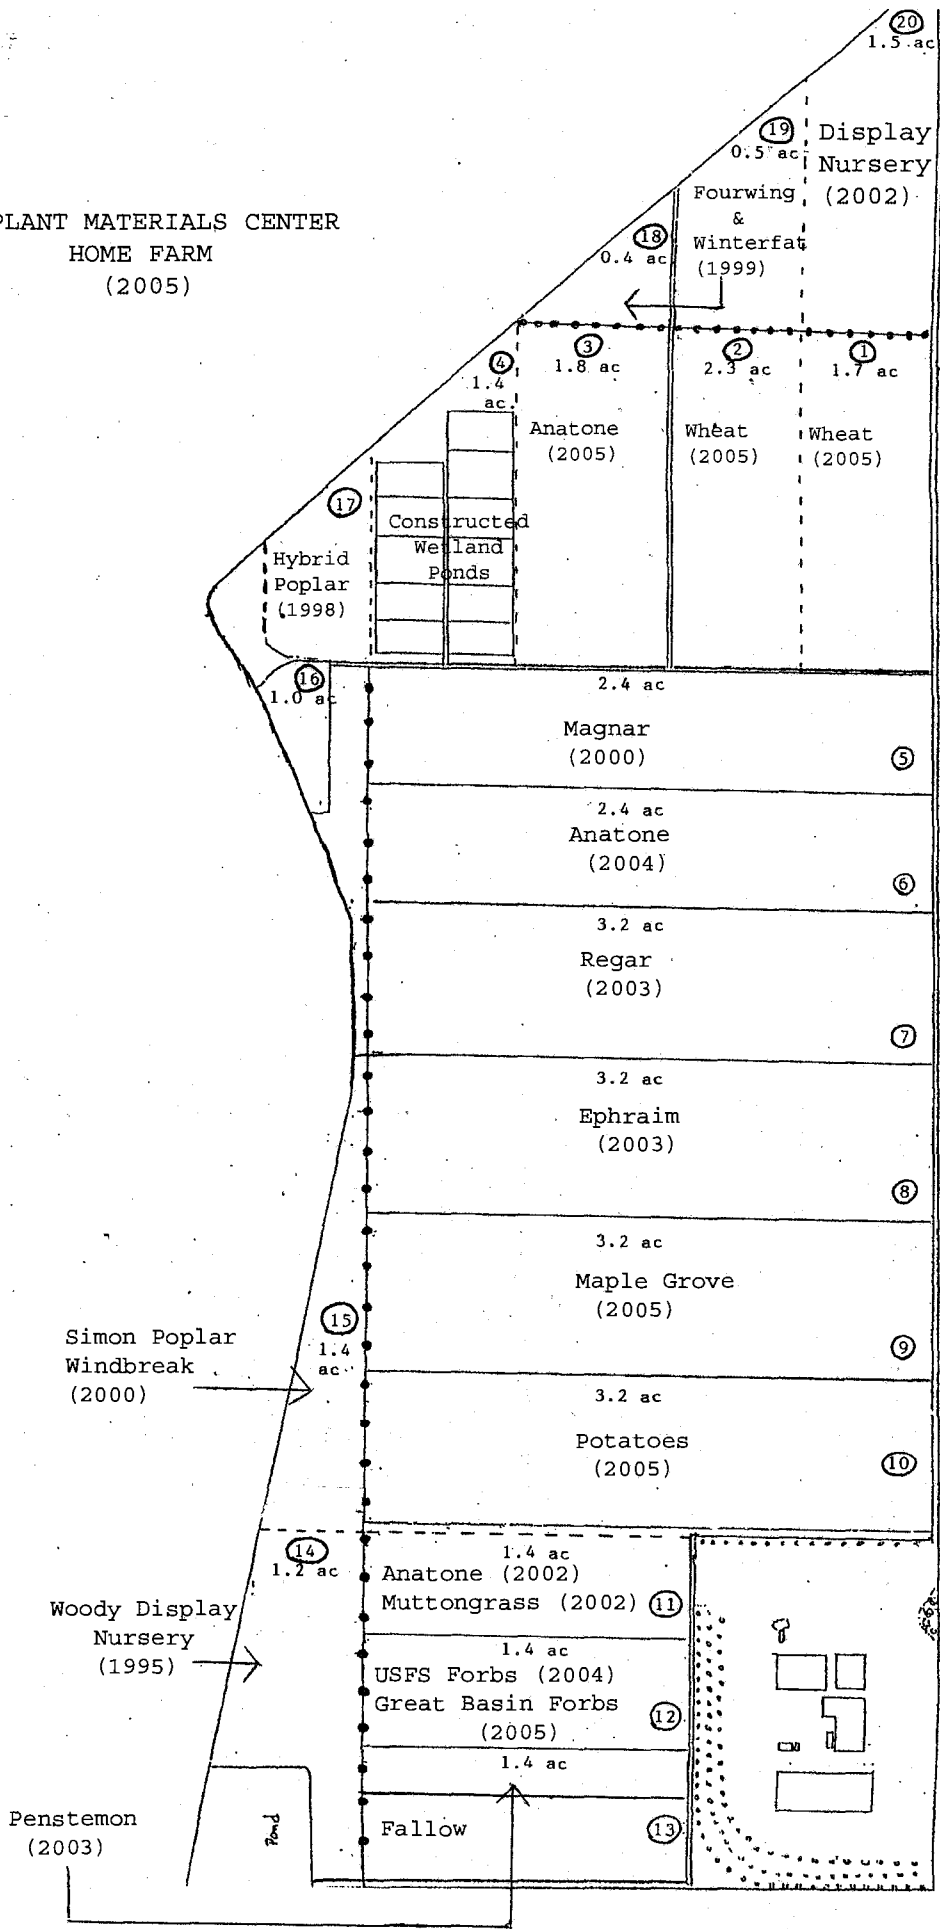 20
1.5 ac
19
0.5 ac
Display
Nursery
(2002)
PLANT MATERIALS CENTER
HOME FARM
(2005)
Fourwing
&
Winterfat
(1999)
18
0.4 ac
4
1.4
ac
3
1.8 ac
2
2.3 ac
1
1.7 ac
Anatone
(2005)
Wheat
(2005)
Wheat
(2005)
17
Constructed
Wetland
Ponds
Hybrid
Poplar
(1998)
16
1.0 ac
2.4 ac
Magnar
(2000)
5
2.4 ac
Anatone
(2004)
6
3.2 ac
Regar
(2003)
7
3.2 ac
Ephraim
(2003)
8
3.2 ac
Maple Grove
(2005)
9
15
1.4
ac
Simon Poplar
Windbreak
(2000)
3.2 ac
Potatoes
(2005)
10
14
1.2 ac
1.4 ac
Anatone (2002)
Muttongrass (2002)
11
Woody Display
Nursery
(1995)
1.4 ac
USFS Forbs (2004)
Great Basin Forbs
(2005)
12
1.4 ac
Penstemon
(2003)
Pond
Fallow
13